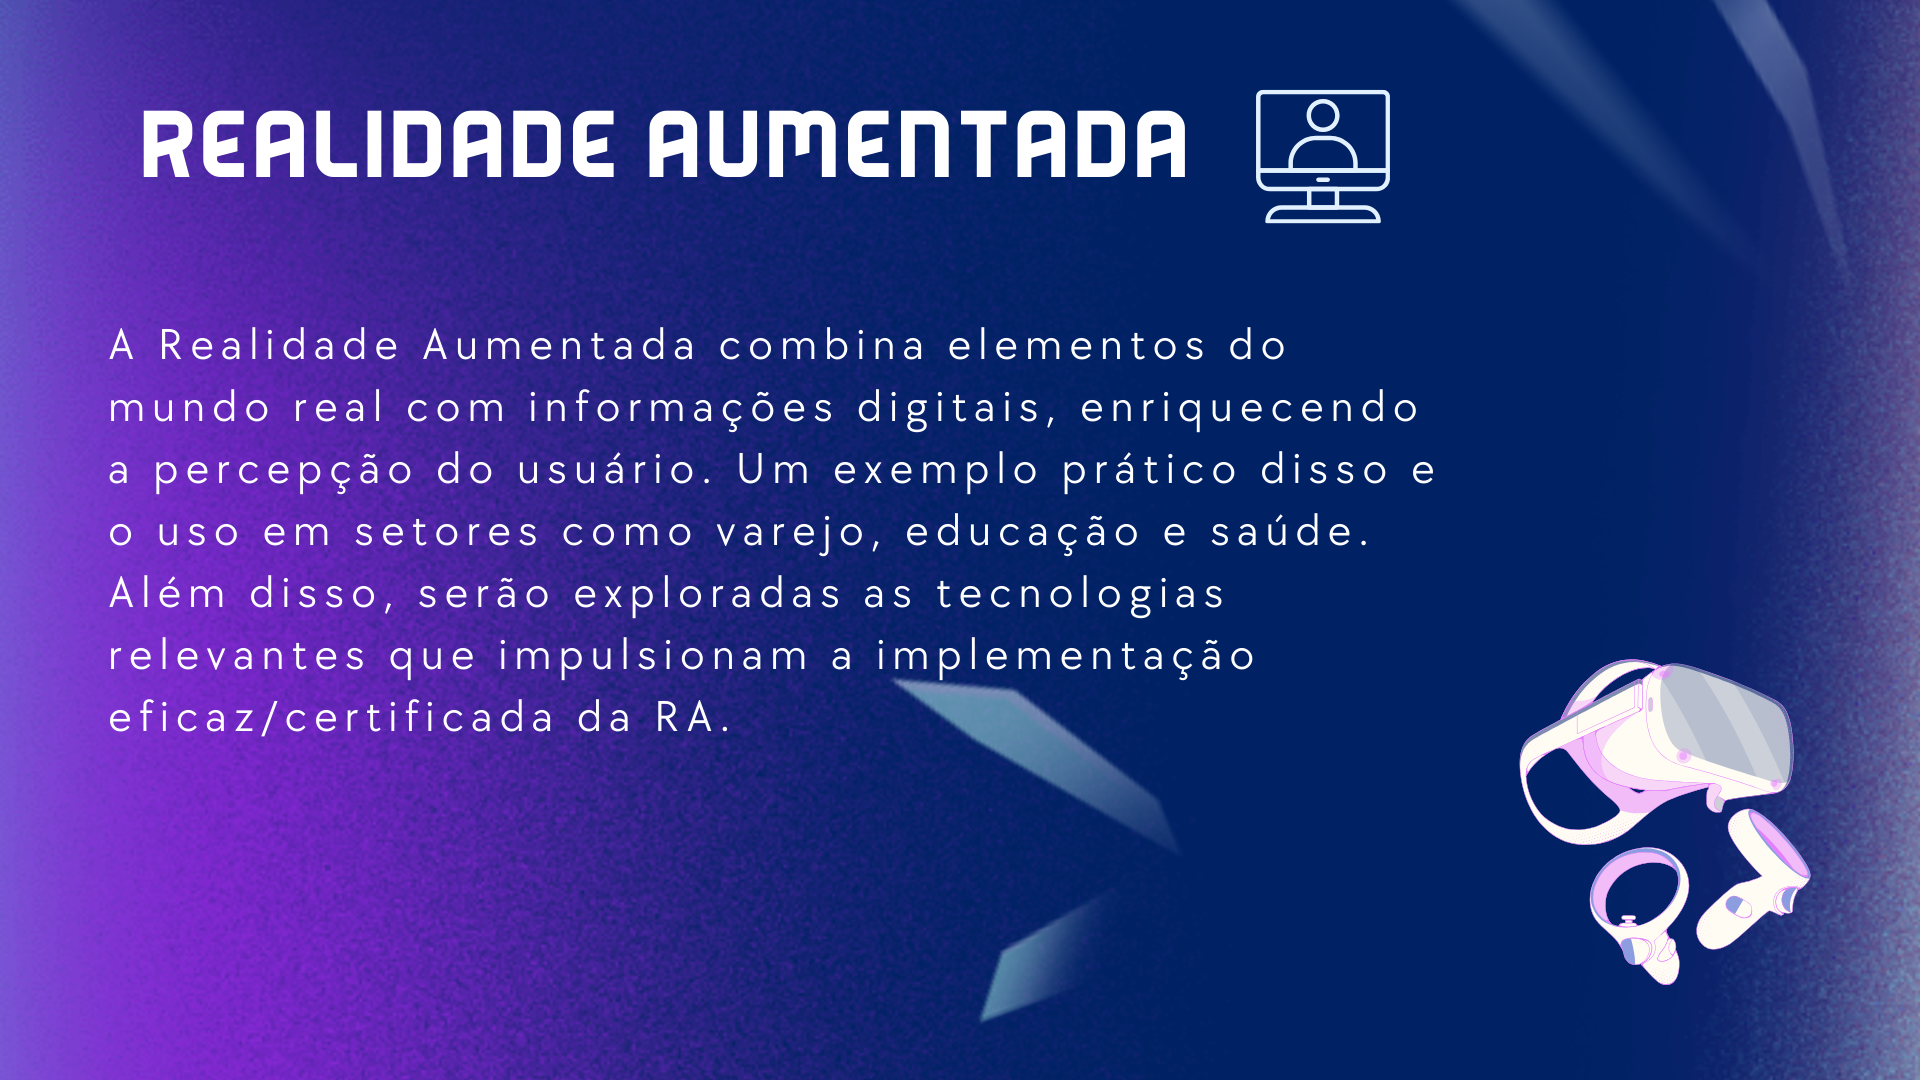 REALIDADE AUMENTADA
A Realidade Aumentada combina elementos do
mundo real com informações digitais, enriquecendo
a percepção do usuário. Um exemplo prático disso e
o uso em setores como varejo, educação e saúde.
Além disso, serão exploradas as tecnologias
relevantes que impulsionam a implementação
eficaz/certificada da RA.